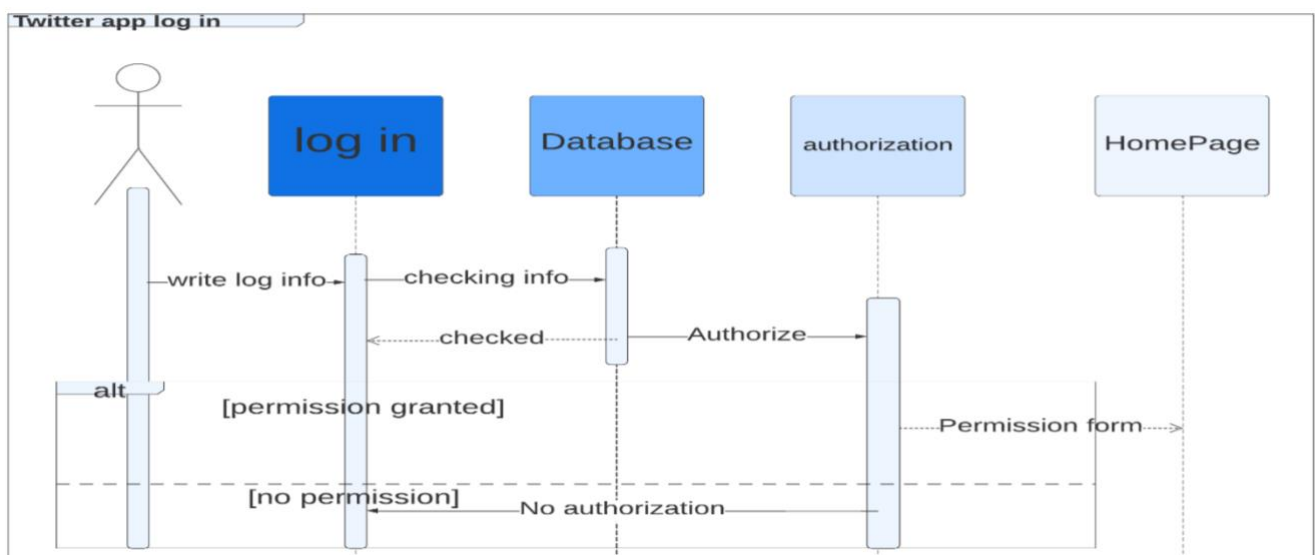 Twitter app log in
log in
Database
authorization
HomePage
write log info
checking info
checked
Authorize
alt
[permission granted]
Permission form
[no permission]
No authorization